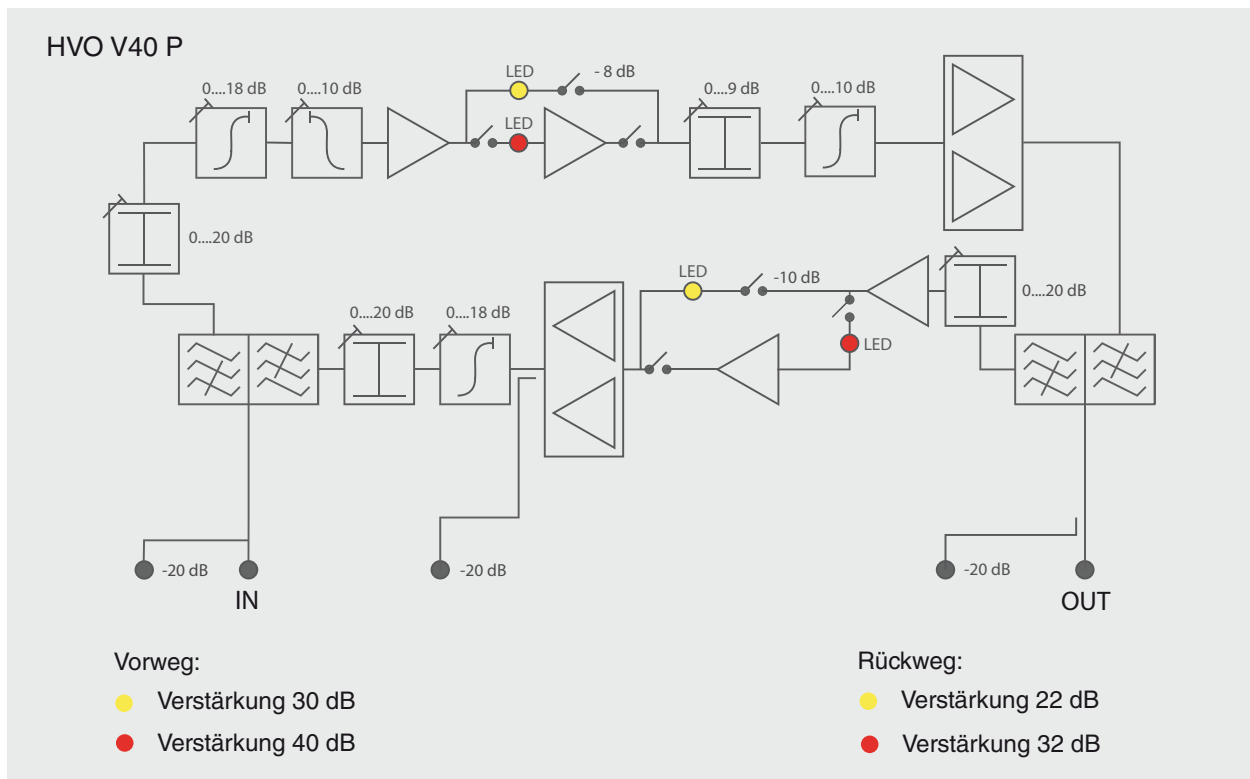 HVO V40 P
0....18 dB
0....10 dB
LED
- 8 dB
LED
0....9 dB
0....10 dB
0....20 dB
LED
-10 dB
0....20 dB
0....20 dB
0....18 dB
LED
-20 dB
IN
-20 dB
-20 dB
OUT
Vorweg:
Verstärkung 30 dB
Verstärkung 40 dB
Rückweg:
Verstärkung 22 dB
Verstärkung 32 dB